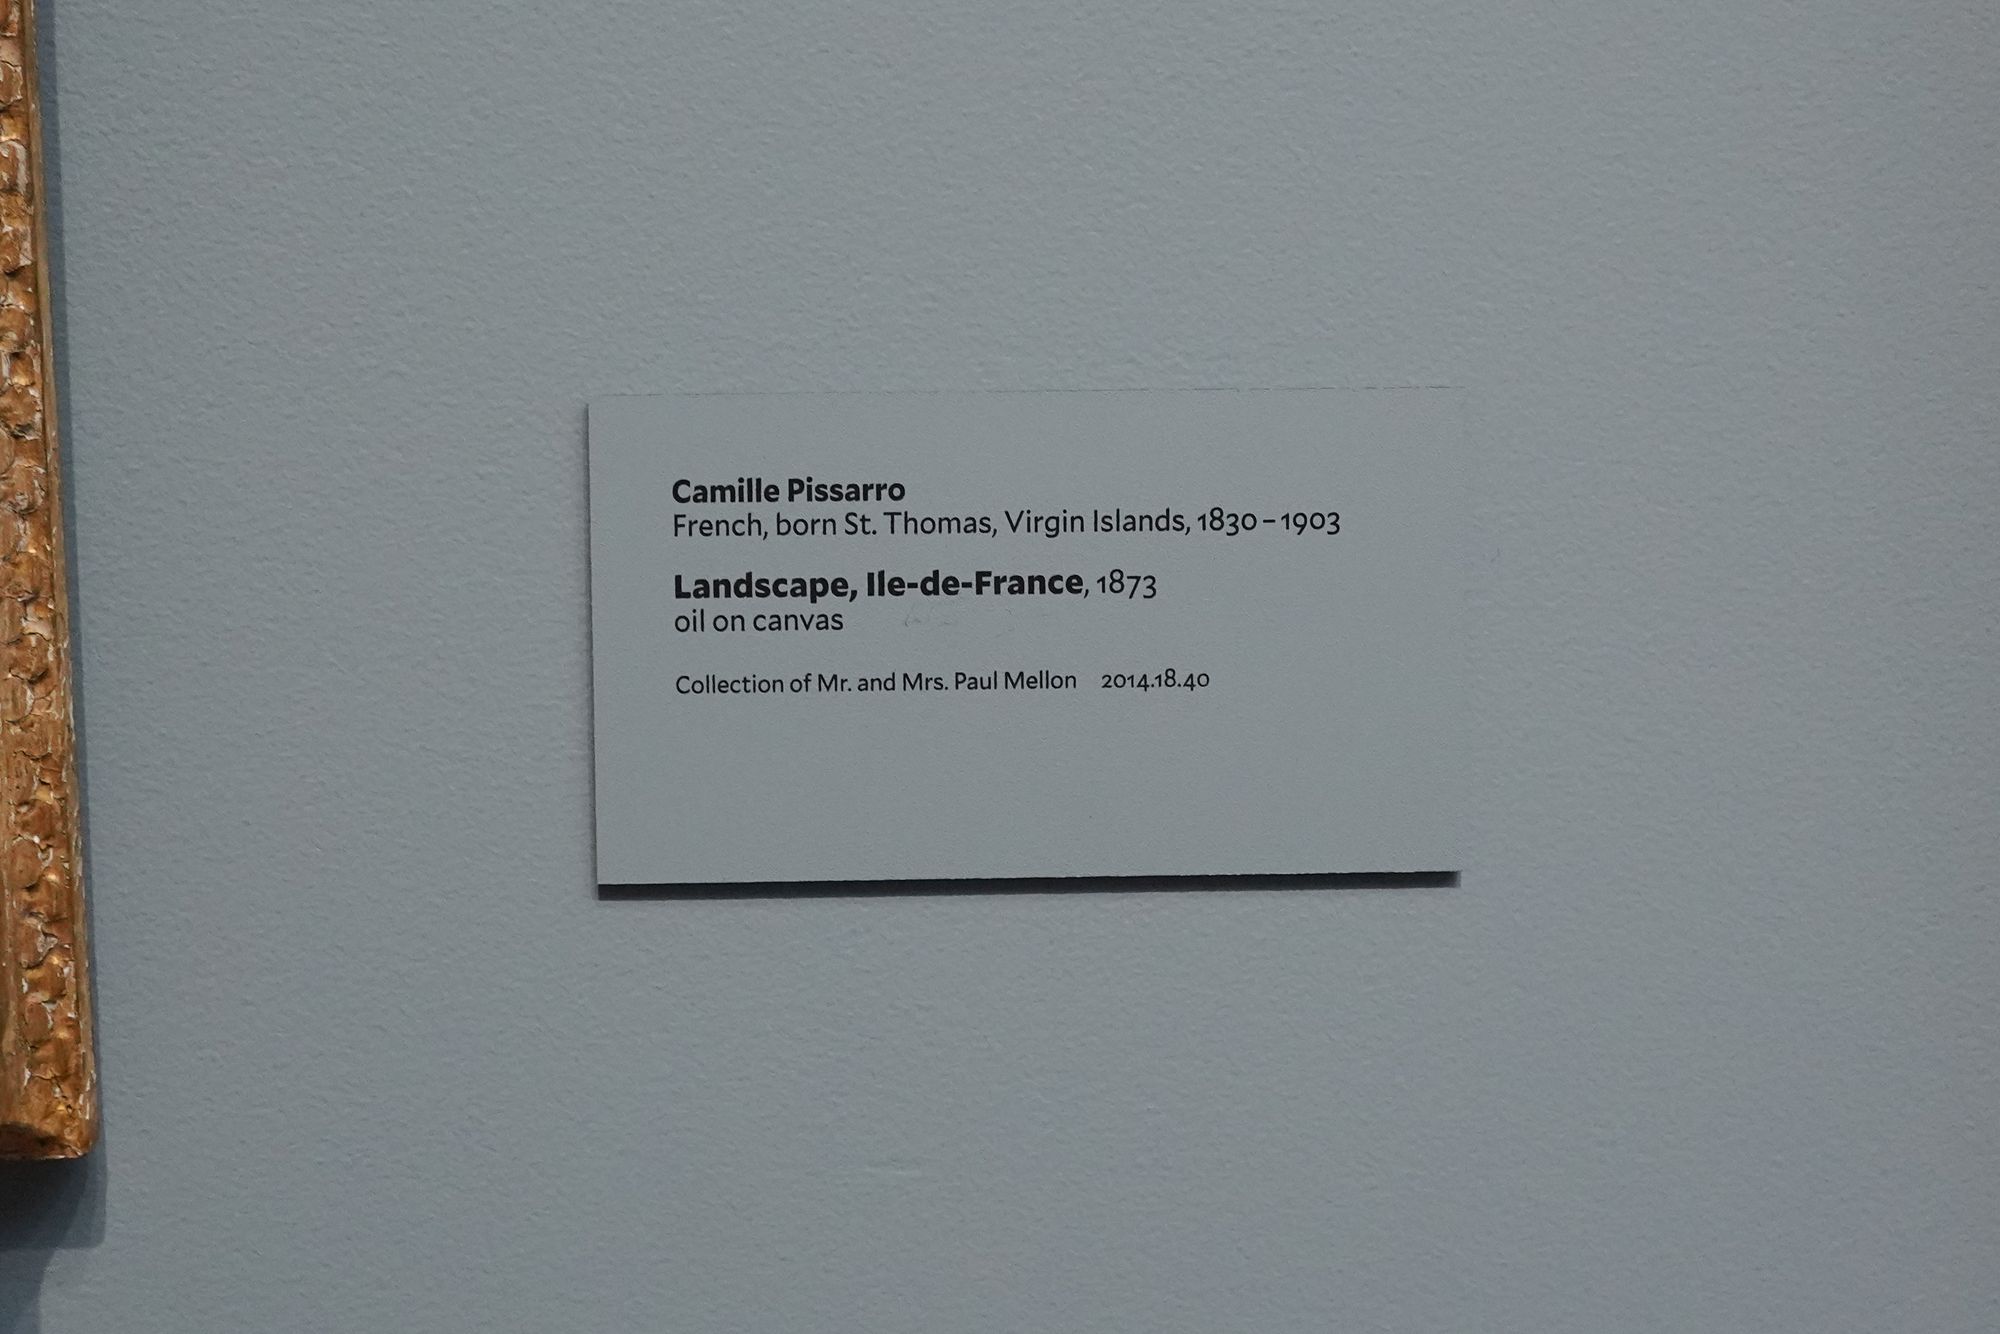 Camille Pissarro
French, born St. Thomas, Virgin Islands, 1830 – 1903
Landscape, Ile-de-France, 1873
oil on canvas
Collection of Mr. and Mrs. Paul Mellon 2014.18.40